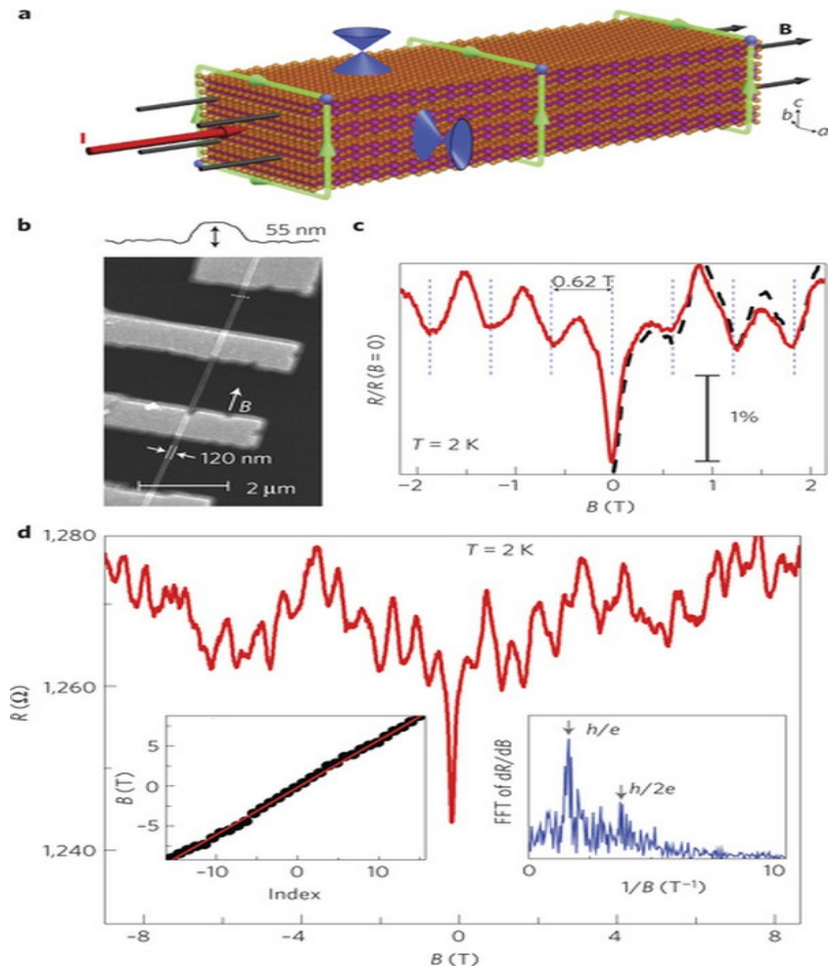 a
B
I
c
b
a
b
55 nm
B
120 nm
2 μm
c
0.62 T
R/R(B=0)
1%
T = 2 K
−2
−1
0
1
2
B (T)
d
1,280
T = 2 K
1,260
R (Ω)
1,240
5
0
−5
B (T)
−10
0
10
Index
h/e
h/2e
FFT of dR/dB
0
10
1/B (T⁻¹)
−8
−4
0
4
8
B (T)